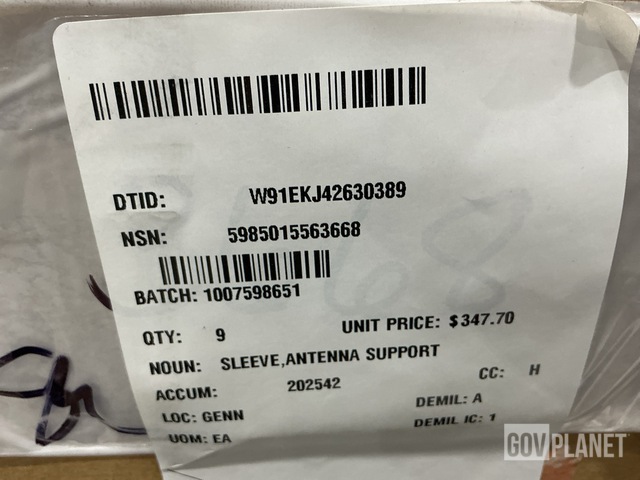 DTID: W91EKJ42630389
NSN: 5985015563668
BATCH: 1007598651
QTY: 9 UNIT PRICE: $347.70
NOUN: SLEEVE,ANTENNA SUPPORT
ACCUM: 202542 CC: H
LOC: GENN DEMIL: A
UOM: EA DEMIL IC: 1
GOVPLANET